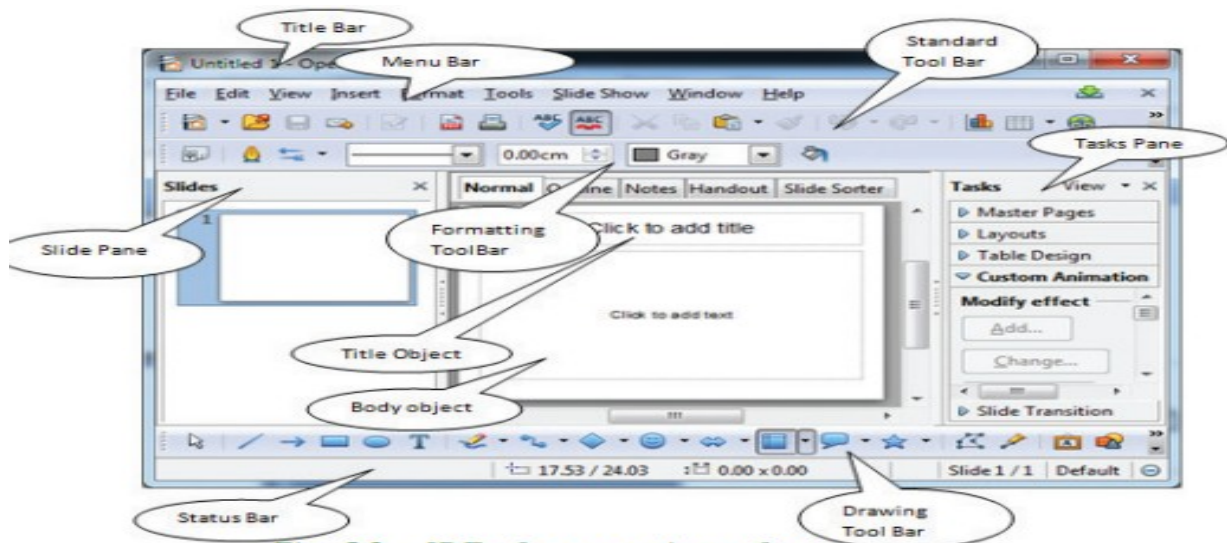 Title Bar
Standard
Tool Bar
Untitled 1 - Ope
Menu Bar
File Edit View Insert Format Tools Slide Show Window Help
ABC ABC
0.00cm Gray
Tasks Pane
Slides
Normal Outline Notes Handout Slide Sorter
Tasks View
1
Master Pages
Slide Pane
Formatting
ToolBar
Click to add title
Layouts
Table Design
Custom Animation
Modify effect
Click to add text
Add...
Title Object
Change...
Body object
Slide Transition
T
17.53 / 24.03 0.00 x 0.00 Slide 1 / 1 Default
Status Bar
Drawing
Tool Bar